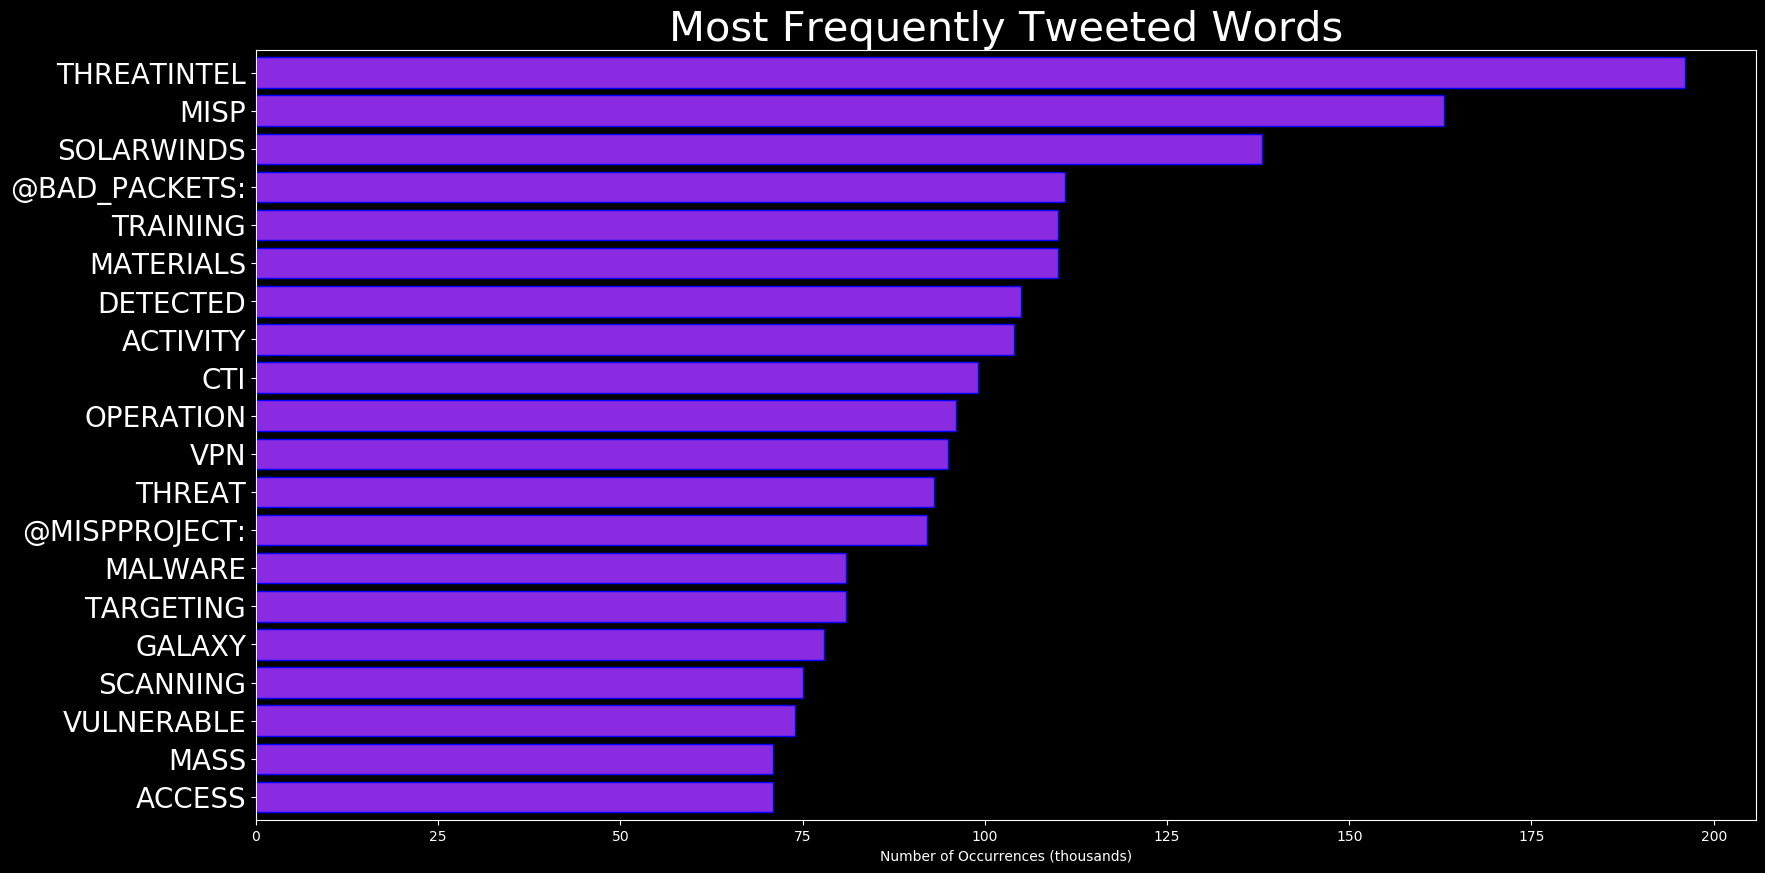 Most Frequently Tweeted Words
THREATINTEL
MISP
SOLARWINDS
@BAD_PACKETS:
TRAINING
MATERIALS
DETECTED
ACTIVITY
CTI
OPERATION
VPN
THREAT
@MISPPROJECT:
MALWARE
TARGETING
GALAXY
SCANNING
VULNERABLE
MASS
ACCESS
0 25 50 75 100 125 150 175 200
Number of Occurrences (thousands)